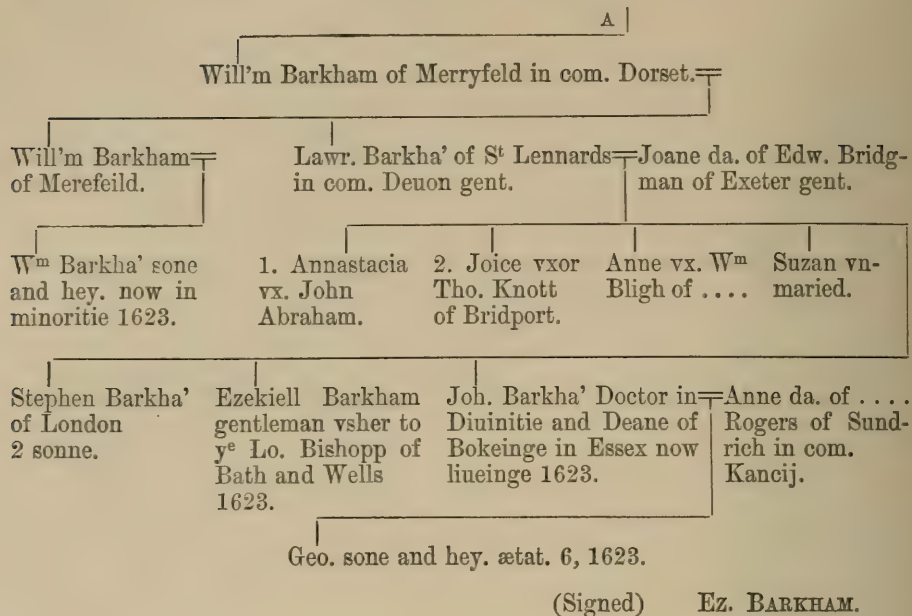 A
Will'm Barkham of Merryfeld in com. Dorset.
Will'm Barkham
of Merefeild.
Lawr. Barkha' of St Lennards
in com. Deuon gent.
Joane da. of Edw. Bridg-
man of Exeter gent.
Wm Barkha' sone
and hey. now in
minoritie 1623.
1. Annastacia
vx. John
Abraham.
2. Joice vxor
Tho. Knott
of Bridport.
Anne vx. Wm
Bligh of ....
Suzan vn-
maried.
Stephen Barkha'
of London
2 sonne.
Ezekiell Barkham
gentleman vsher to
ye Lo. Bishopp of
Bath and Wells
1623.
Joh. Barkha' Doctor in
Diuinitie and Deane of
Bokeinge in Essex now
liueinge 1623.
Anne da. of ....
Rogers of Sund-
rich in com.
Kancij.
Geo. sone and hey. ætat. 6, 1623.
(Signed) Ez. BARKHAM.